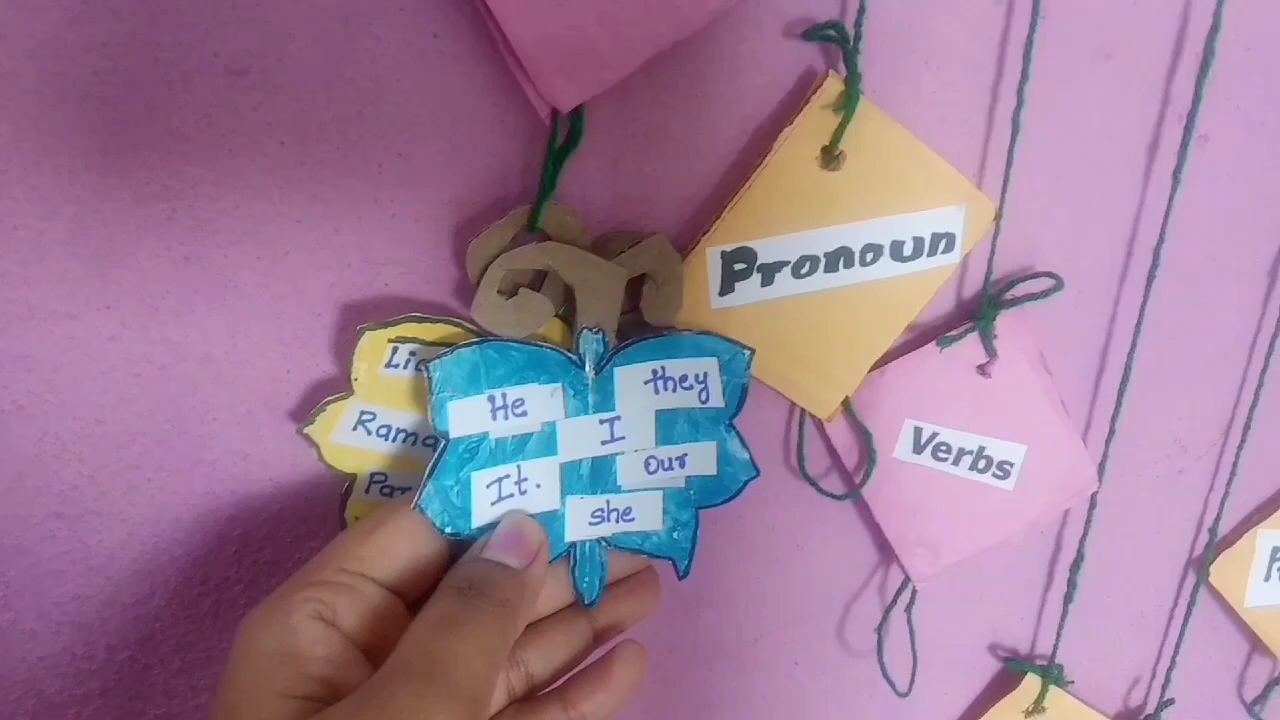 Pronoun
Verbs
He
they
I
Our
It.
she
Rama